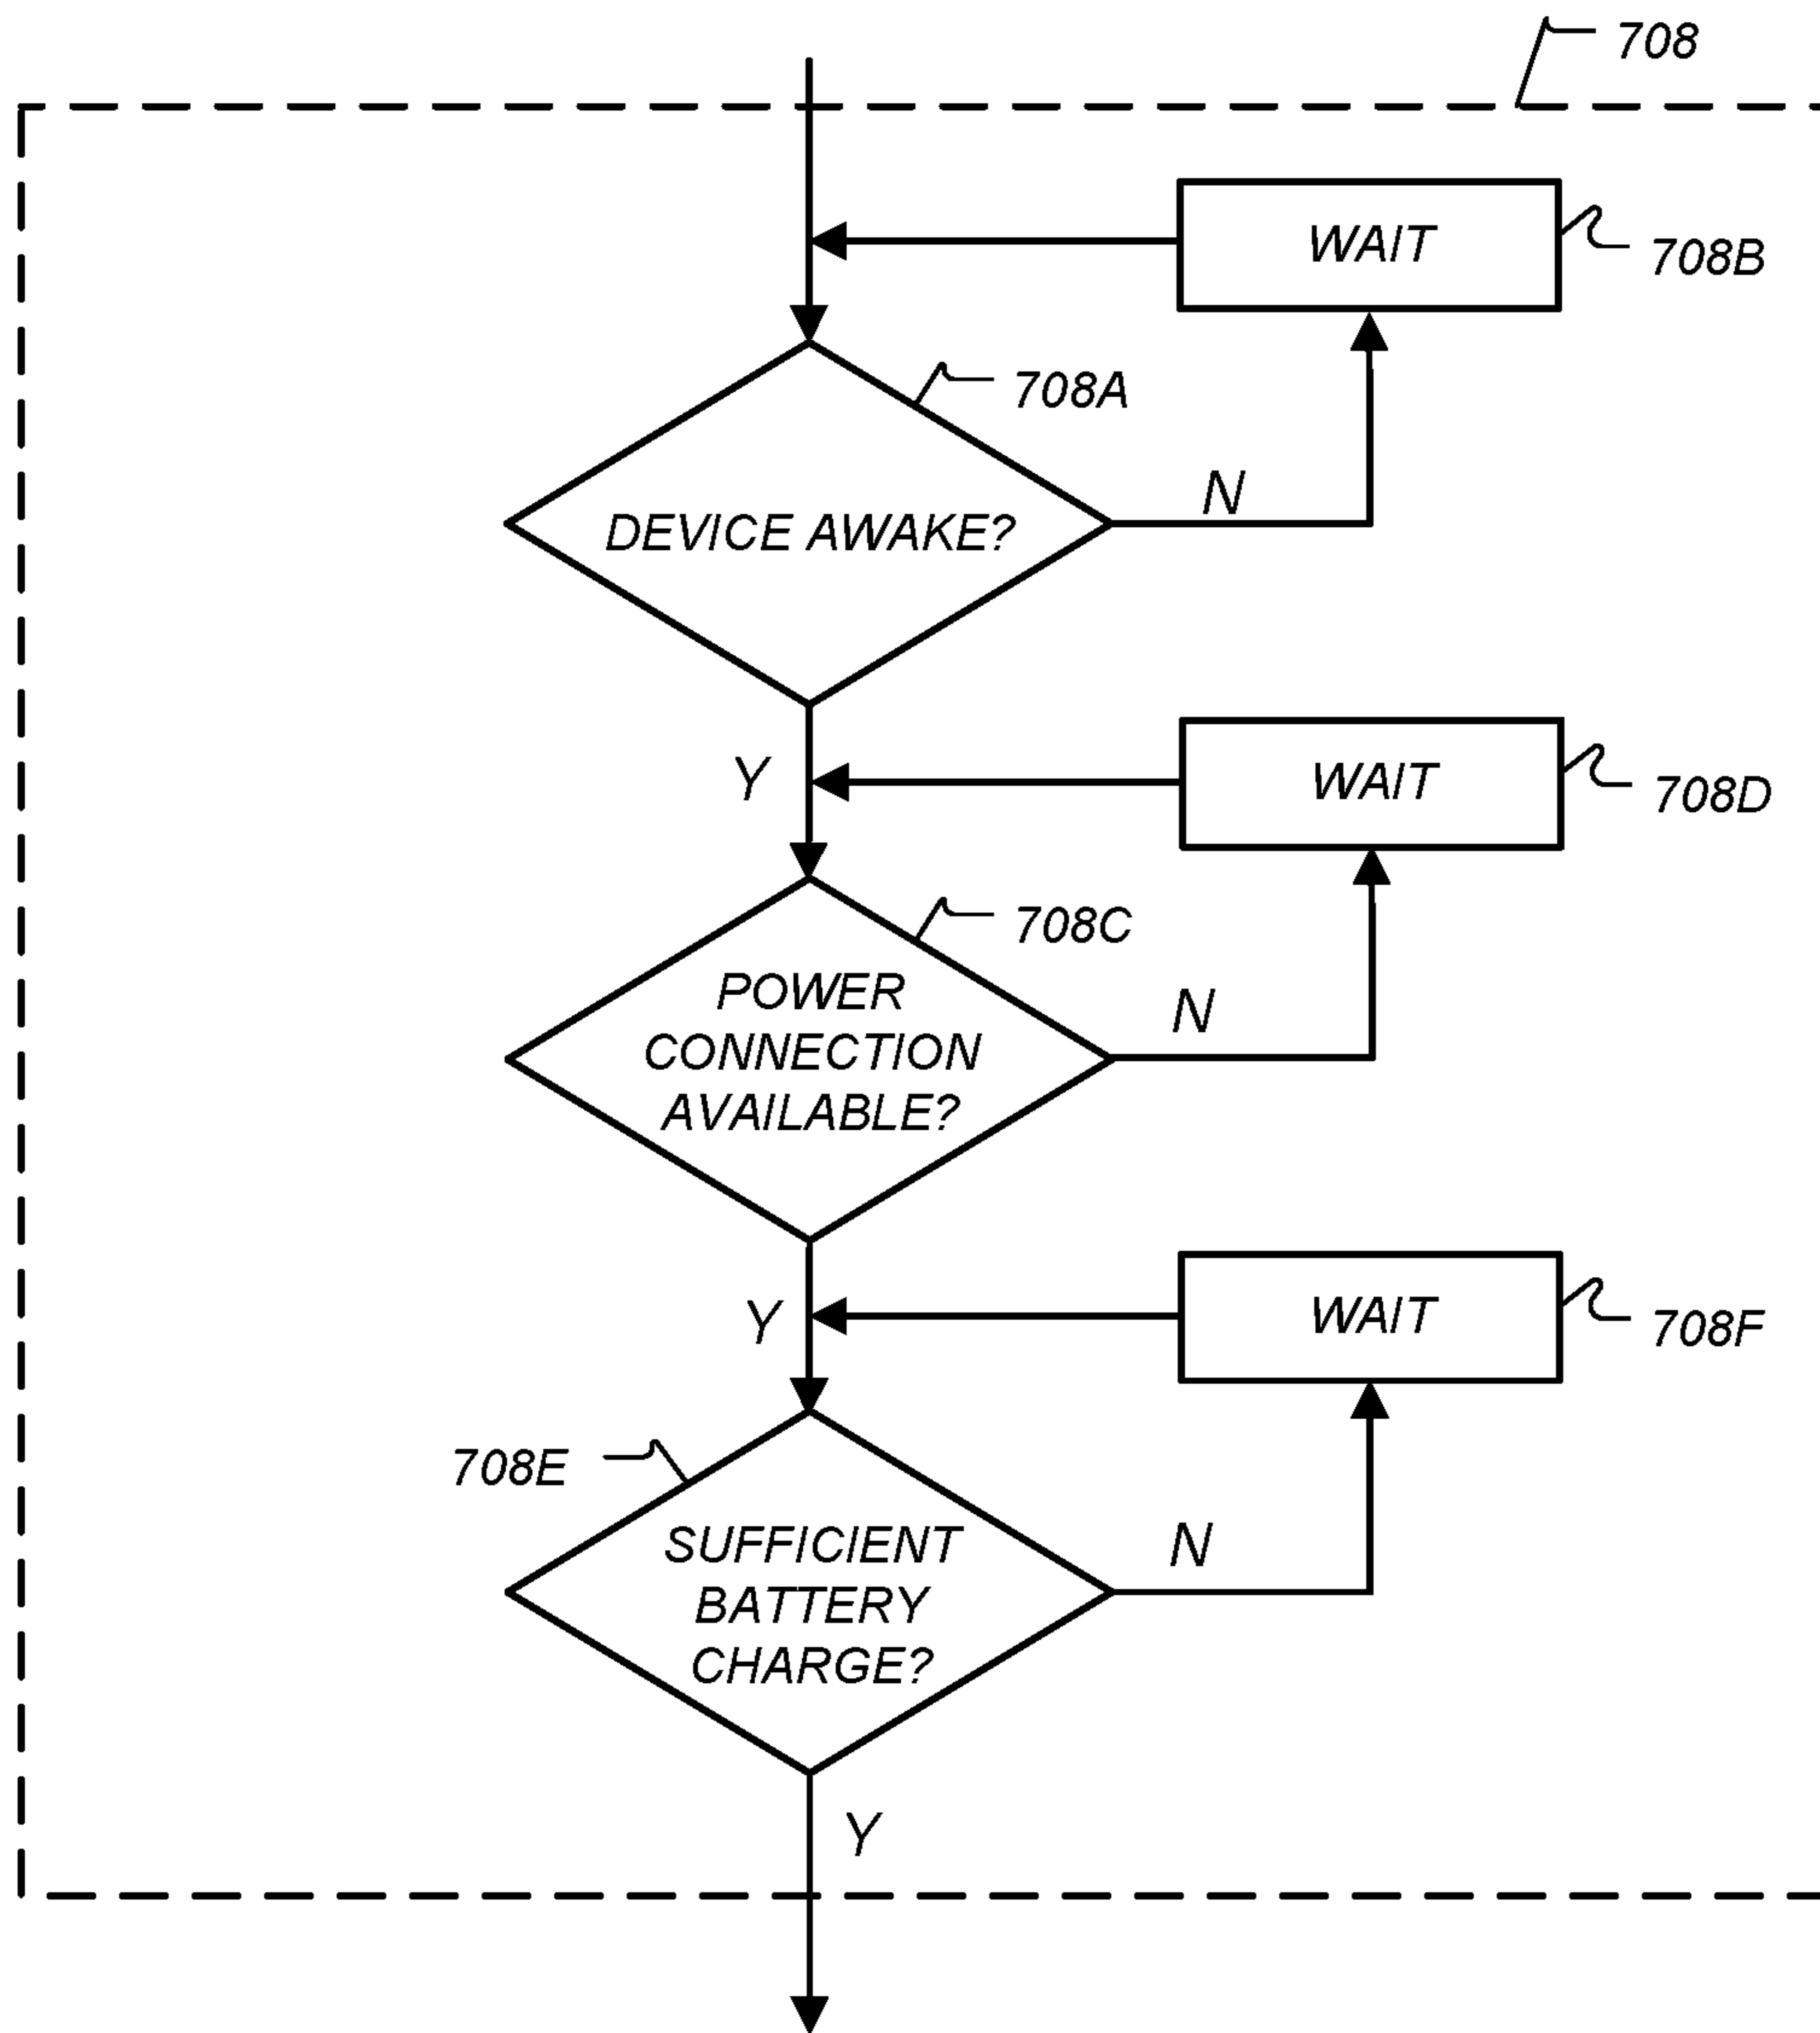 708
WAIT
708B
708A
N
DEVICE AWAKE?
Y
WAIT
708D
708C
POWER
CONNECTION
AVAILABLE?
N
Y
WAIT
708F
708E
N
SUFFICIENT
BATTERY
CHARGE?
Y